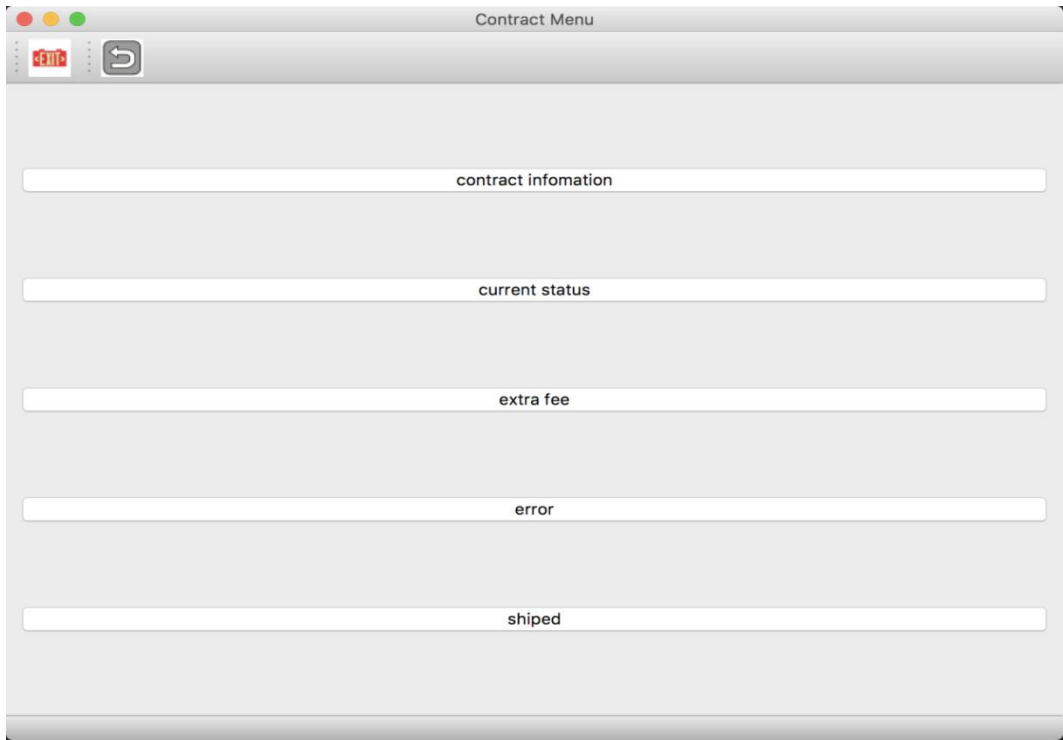 Contract Menu
<EXIT>
contract infomation
current status
extra fee
error
shiped